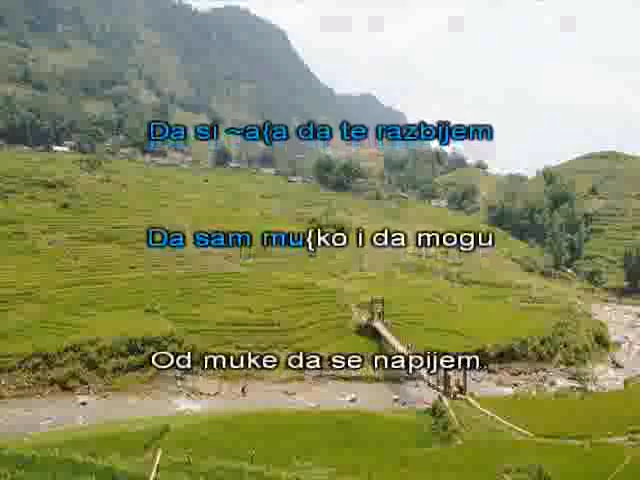 Da si ~a{a da te razbijem
Da sam mu{ko i da mogu
Od muke da se napijem